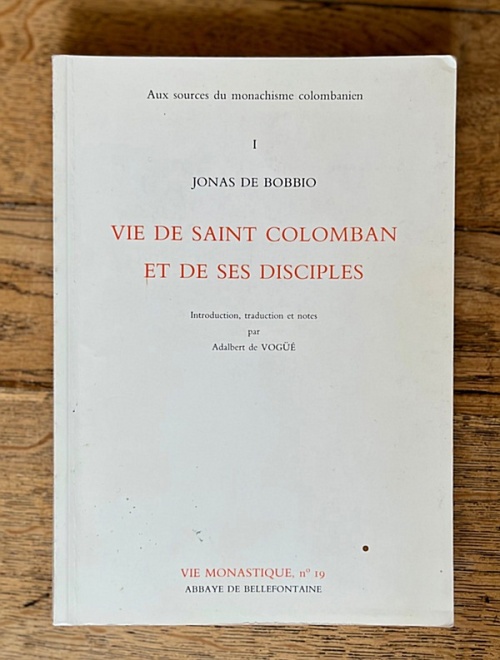 Aux sources du monachisme colombanien
I
JONAS DE BOBBIO
VIE DE SAINT COLOMBAN
ET DE SES DISCIPLES
Introduction, traduction et notes
par
Adalbert de VOGÜÉ
VIE MONASTIQUE, nº 19
ABBAYE DE BELLEFONTAINE